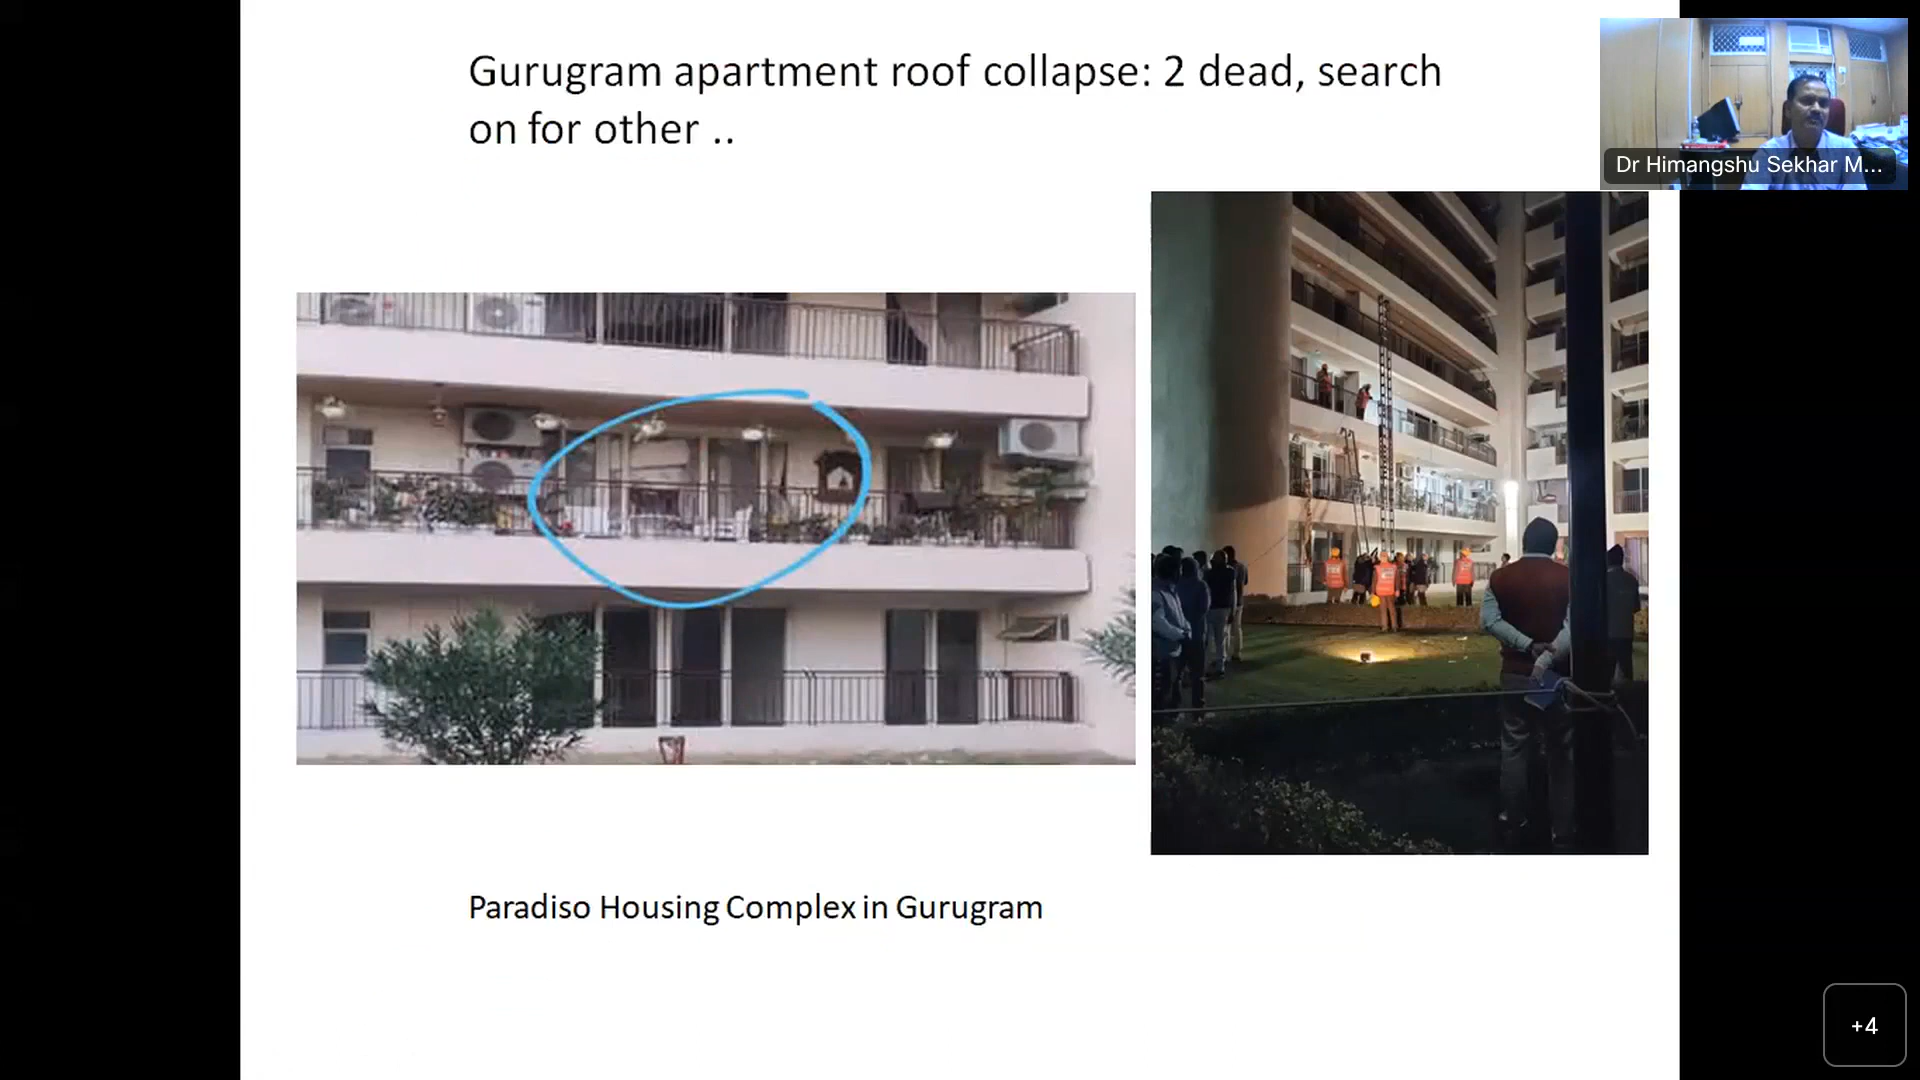 Gurugram apartment roof collapse: 2 dead, search
on for other ..
Dr Himangshu Sekhar M...
Paradiso Housing Complex in Gurugram
+4